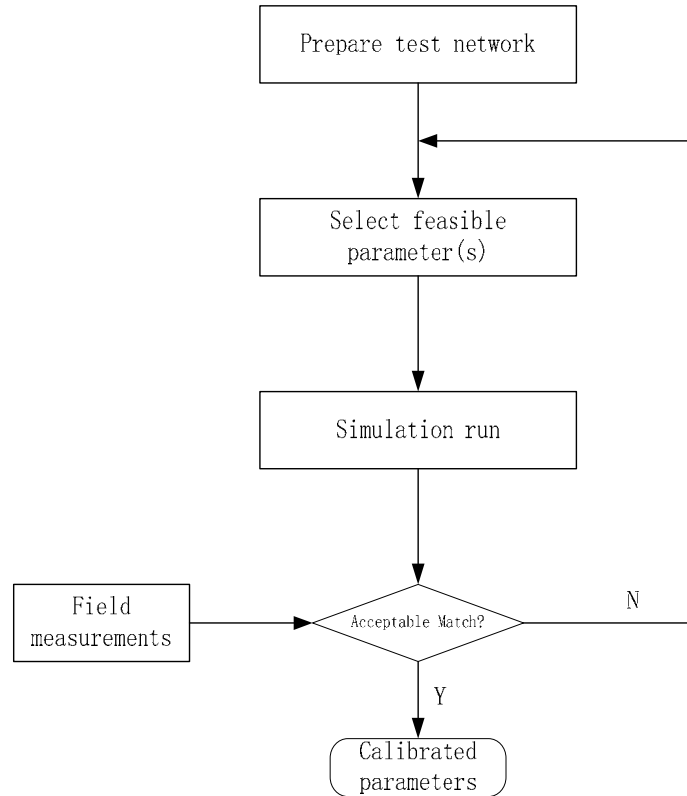 Prepare test network
Select feasible
parameter(s)
Simulation run
Field
measurements
Acceptable Match?
N
Y
Calibrated
parameters